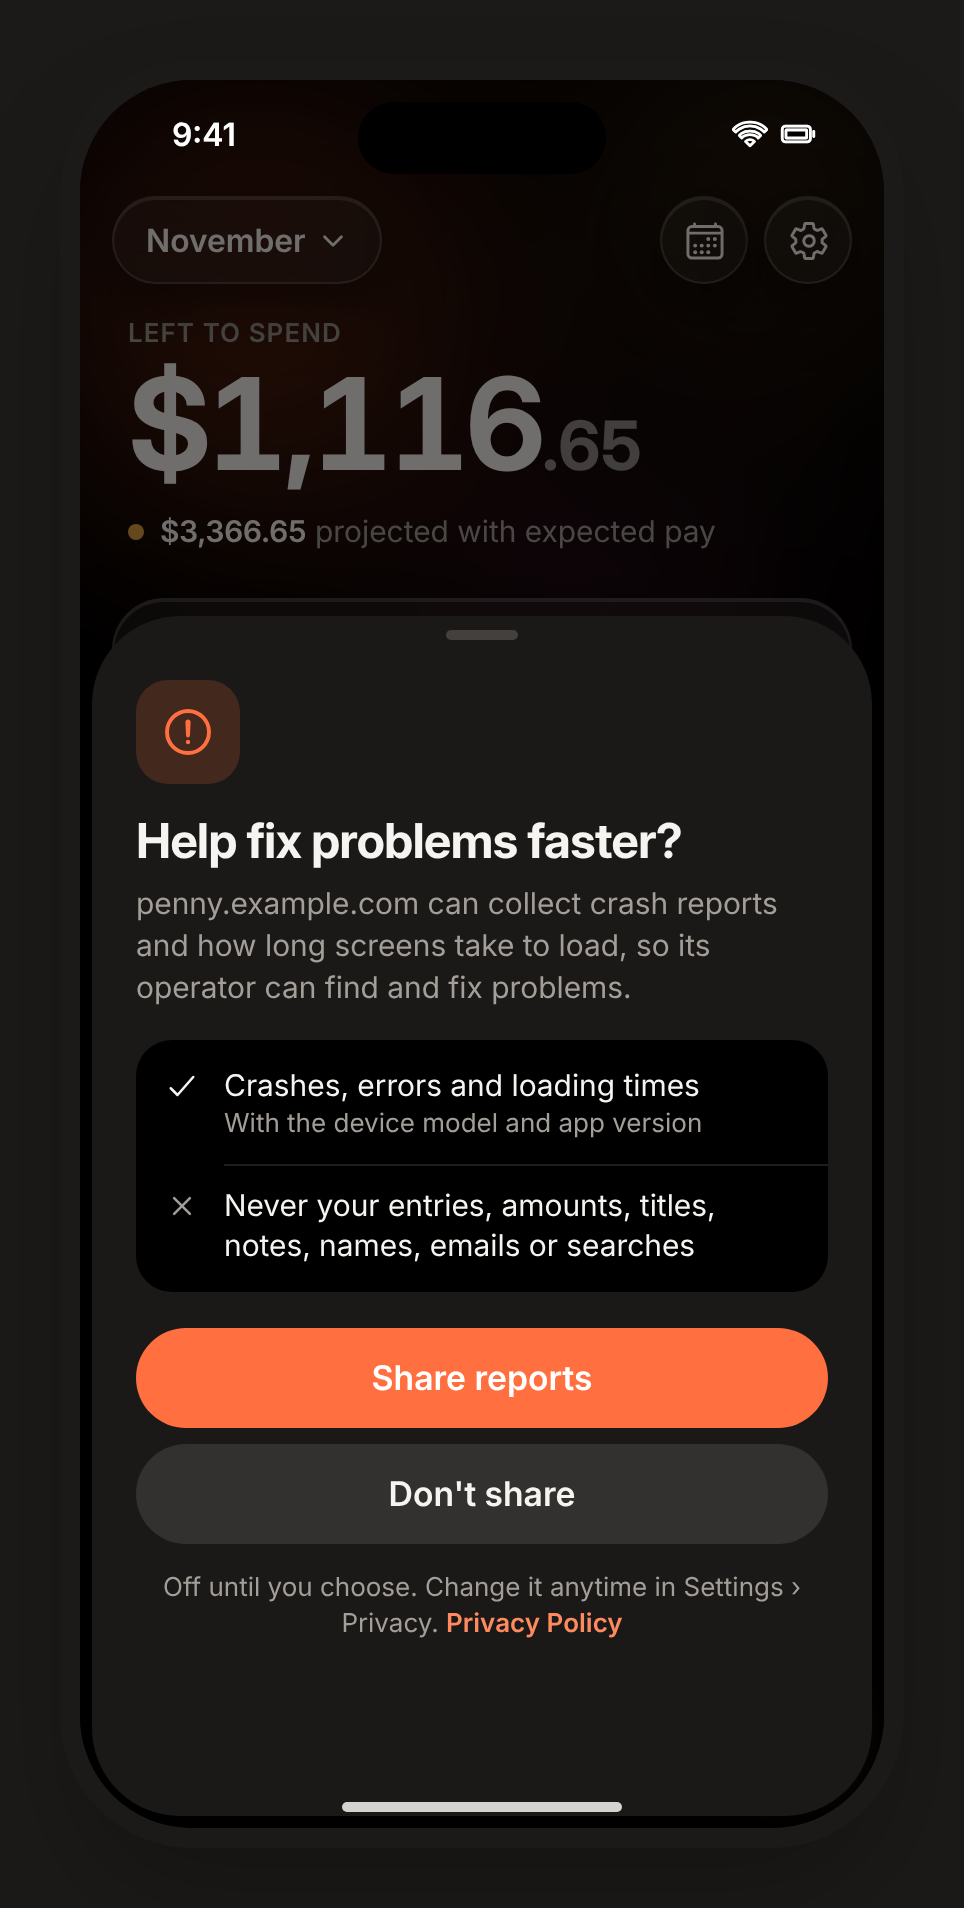 9:41
November
LEFT TO SPEND
$1,116.65
$3,366.65 projected with expected pay
Help fix problems faster?
penny.example.com can collect crash reports
and how long screens take to load, so its
operator can find and fix problems.
Crashes, errors and loading times
With the device model and app version
Never your entries, amounts, titles,
notes, names, emails or searches
Share reports
Don't share
Off until you choose. Change it anytime in Settings ›
Privacy. Privacy Policy